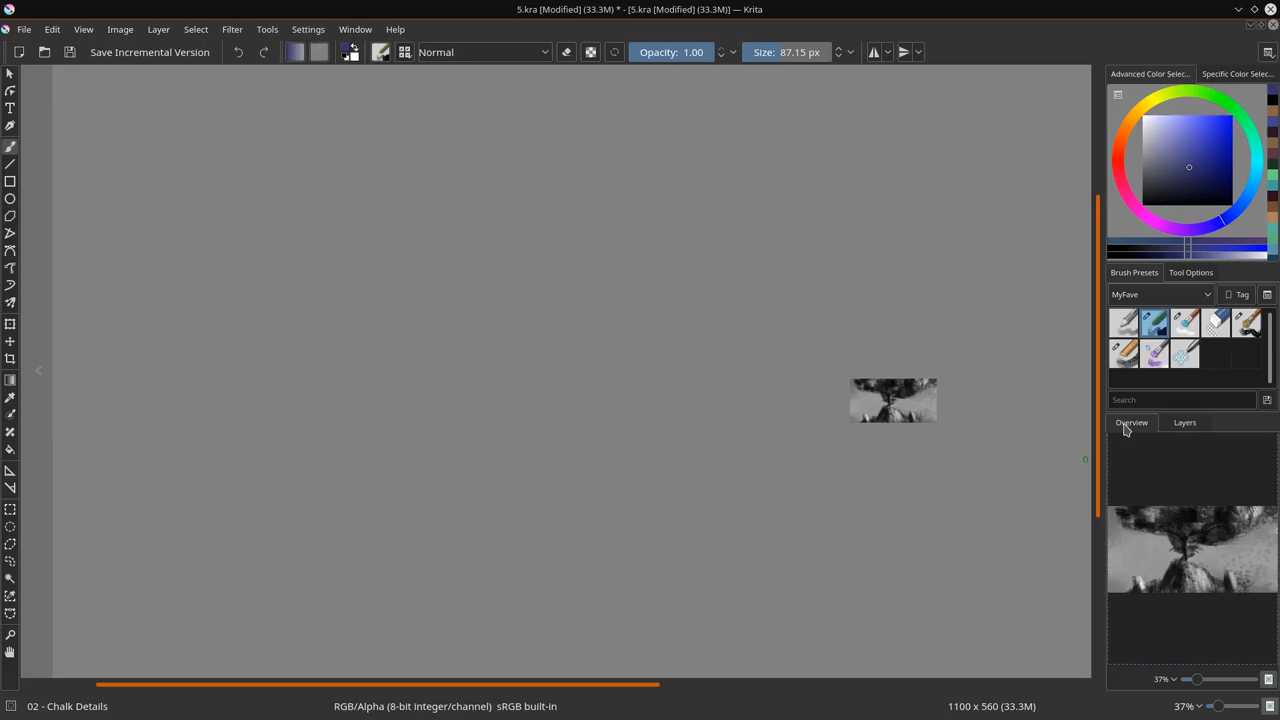 5.kra [Modified] (33.3M) * - [5.kra [Modified] (33.3M)] — Krita
File Edit View Image Layer Select Filter Tools Settings Window Help
Save Incremental Version Normal Opacity: 1.00 Size: 87.15 px
Advanced Color Selec... Specific Color Selec...
Brush Presets Tool Options
MyFave Tag
Search
Overview Layers
37%
02 - Chalk Details RGB/Alpha (8-bit integer/channel) sRGB built-in 1100 x 560 (33.3M) 37%